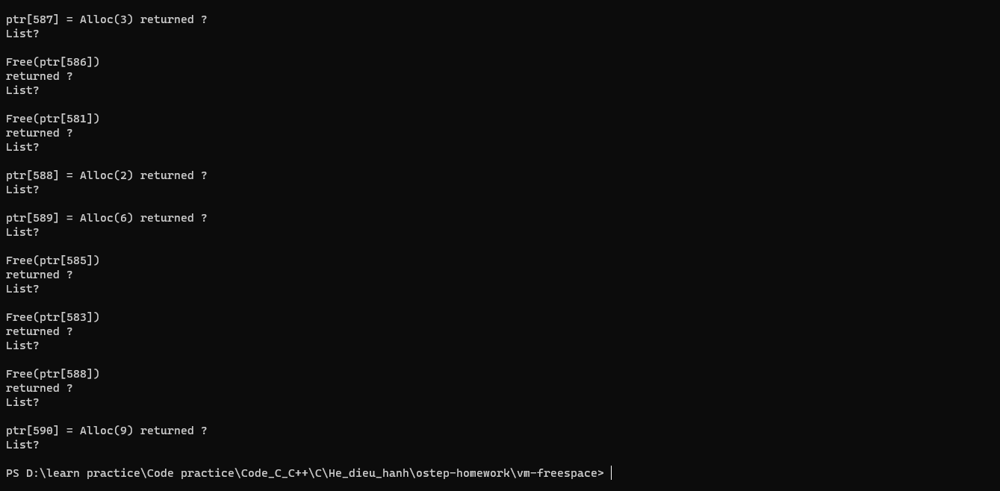 ptr[587] = Alloc(3) returned ?
List?
Free(ptr[586])
returned ?
List?
Free(ptr[581])
returned ?
List?
ptr[588] = Alloc(2) returned ?
List?
ptr[589] = Alloc(6) returned ?
List?
Free(ptr[585])
returned ?
List?
Free(ptr[583])
returned ?
List?
Free(ptr[588])
returned ?
List?
ptr[590] = Alloc(9) returned ?
List?
PS D:\learn practice\Code practice\Code_C_C++\C\He_dieu_hanh\ostep-homework\vm-freespace>